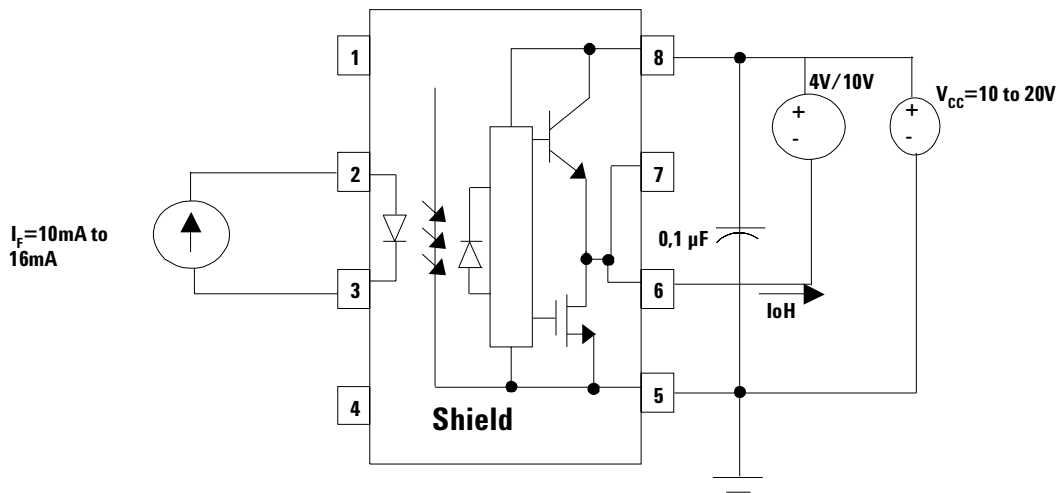 1
8
4V/10V
V_CC=10 to 20V
+
-
+
-
2
7
I_F=10mA to
16mA
0,1 µF
3
6
IoH
4
5
Shield